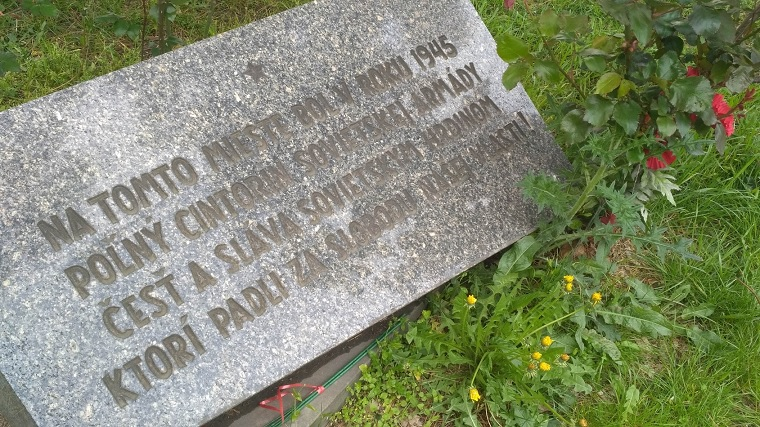 NA TOMTO MIESTE BOL V ROKU 1945
POĽNÝ CINTORÍN SOVIETSKEJ ARMÁDY
ČESŤ A SLÁVA SOVIETSKYM HRDINOM
KTORÍ PADLI ZA SLOBODU NAŠEJ VLASTI!